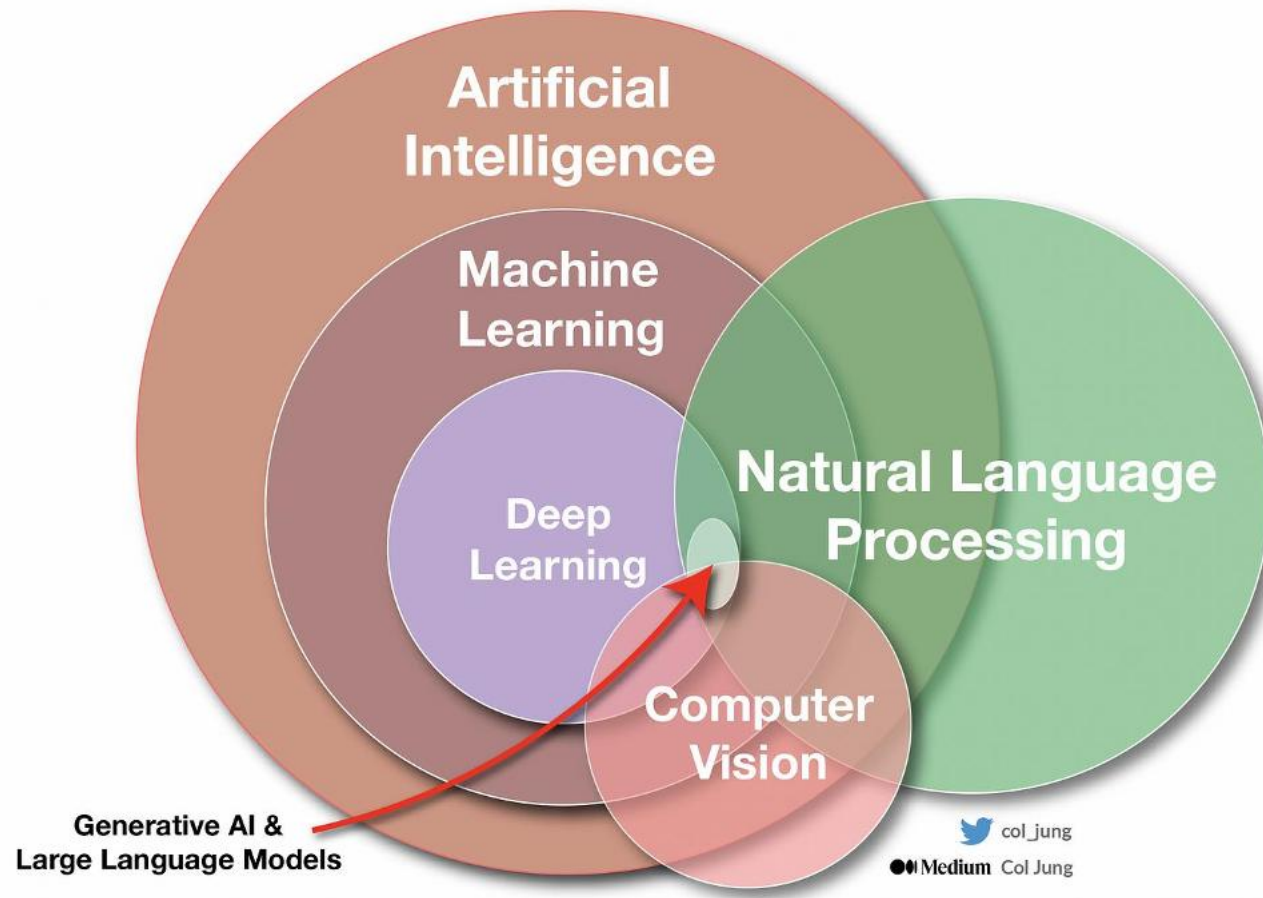 Artificial
Intelligence
Machine
Learning
Deep
Learning
Natural Language
Processing
Computer
Vision
Generative AI &
Large Language Models
col_jung
Medium Col Jung